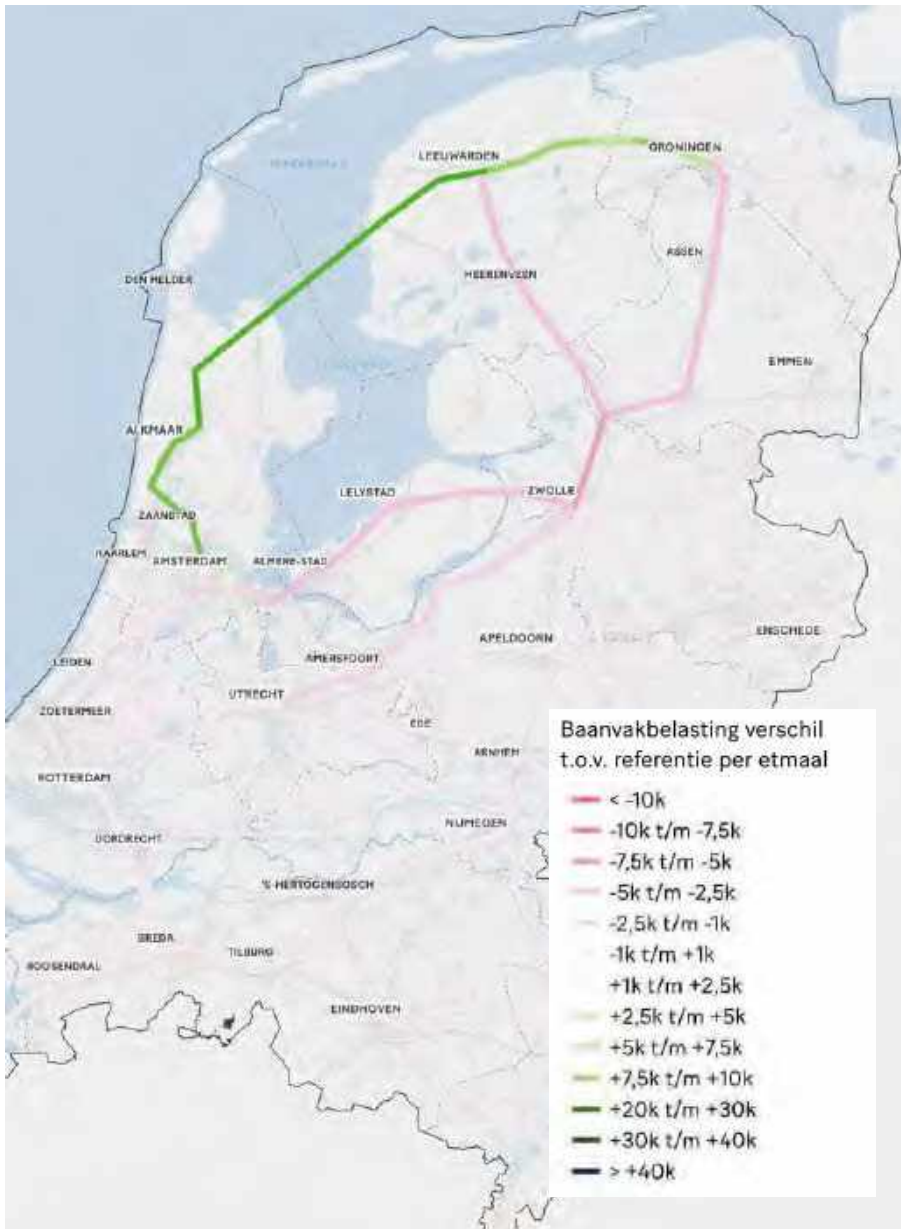 LEEUWARDEN
GRONINGEN
ASSEN
DEN HELDER
HEERENVEEN
EMMEN
ALKMAAR
LELYSTAD
ZWOLLE
ZAANSTAD
HAARLEM
AMSTERDAM
ALMERE-STAD
APELDOORN
ENSCHEDE
LEIDEN
AMERSFOORT
UTRECHT
ZOETERMEER
EDE
ARNHEM
ROTTERDAM
NIJMEGEN
DORDRECHT
'S-HERTOGENBOSCH
BREDA
TILBURG
ROOSENDAAL
EINDHOVEN
Baanvakbelasting verschil
t.o.v. referentie per etmaal
< -10k
-10k t/m -7,5k
-7,5k t/m -5k
-5k t/m -2,5k
-2,5k t/m -1k
-1k t/m +1k
+1k t/m +2,5k
+2,5k t/m +5k
+5k t/m +7,5k
+7,5k t/m +10k
+20k t/m +30k
+30k t/m +40k
> +40k